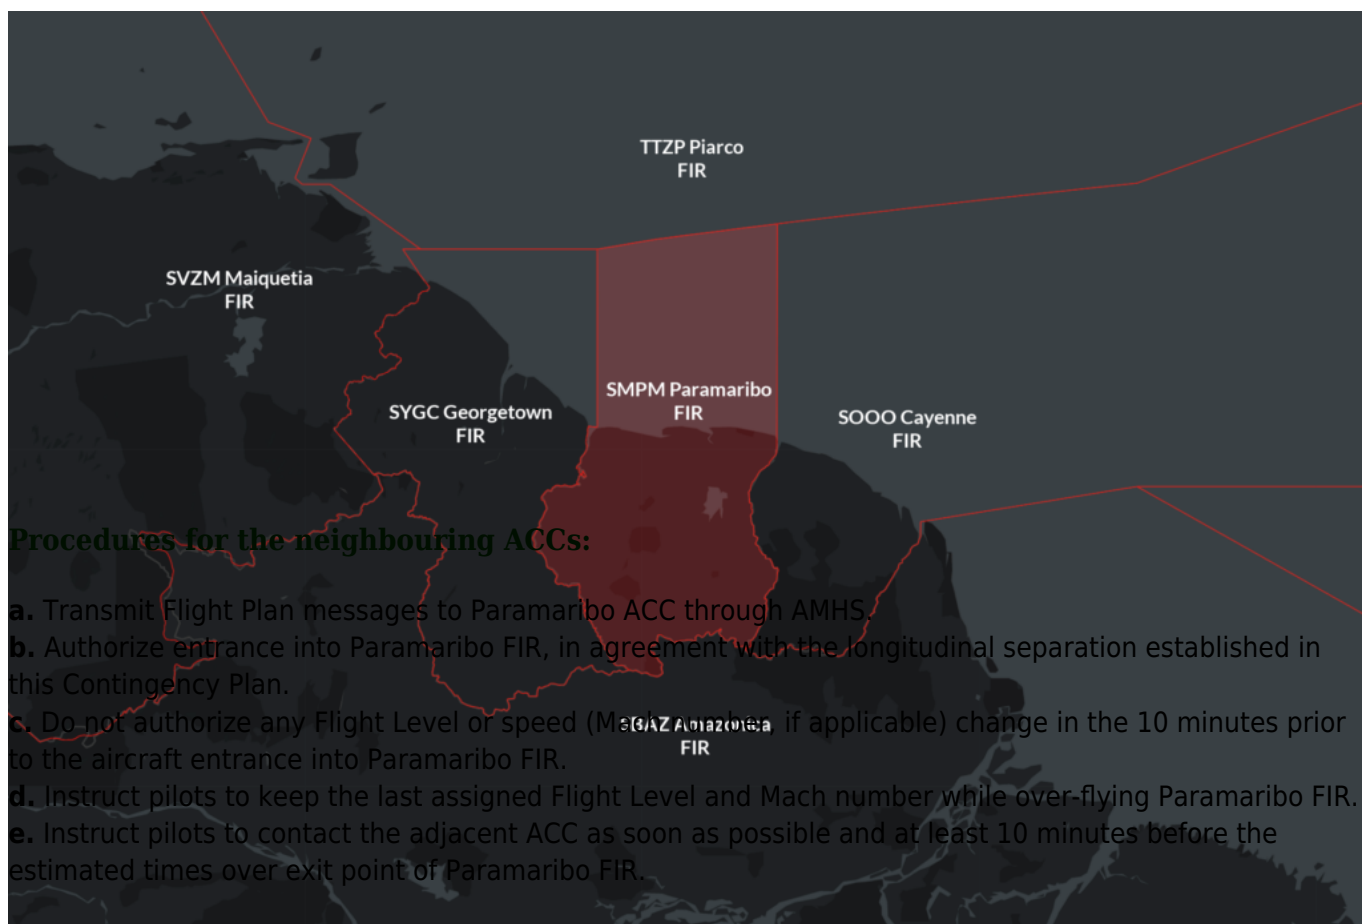 TTZP Piarco
FIR
SVZM Maiquetia
FIR
SMPM Paramaribo
FIR
SYGC Georgetown
FIR
SOOO Cayenne
FIR
Procedures for the neighbouring ACCs:
a. Transmit Flight Plan messages to Paramaribo ACC through AMHS.
b. Authorize entrance into Paramaribo FIR, in agreement with the longitudinal separation established in
this Contingency Plan.
c. Do not authorize any Flight Level or speed (Mach number, if applicable) change in the 10 minutes prior
SBAZ Amazonica
FIR
to the aircraft entrance into Paramaribo FIR.
d. Instruct pilots to keep the last assigned Flight Level and Mach number while over-flying Paramaribo FIR.
e. Instruct pilots to contact the adjacent ACC as soon as possible and at least 10 minutes before the
estimated times over exit point of Paramaribo FIR.